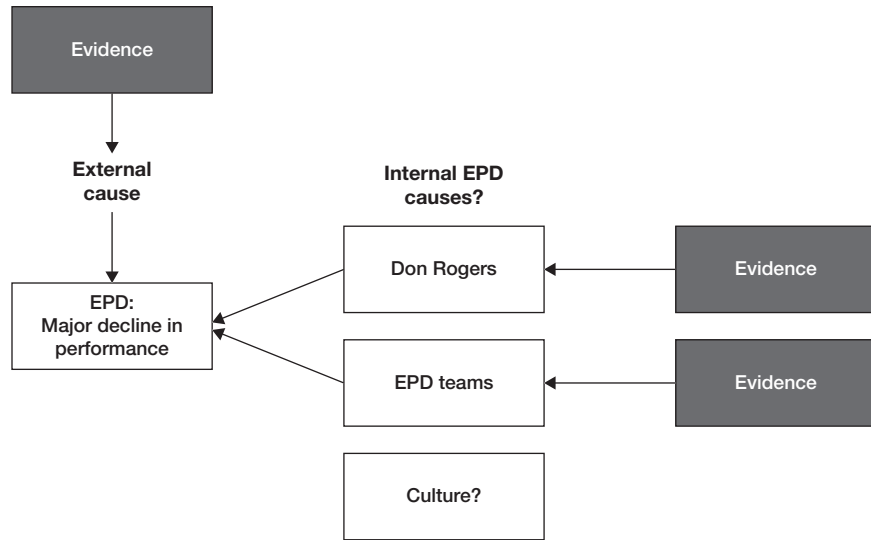 Evidence
External
cause
Internal EPD
causes?
Don Rogers
Evidence
EPD:
Major decline in
performance
EPD teams
Evidence
Culture?